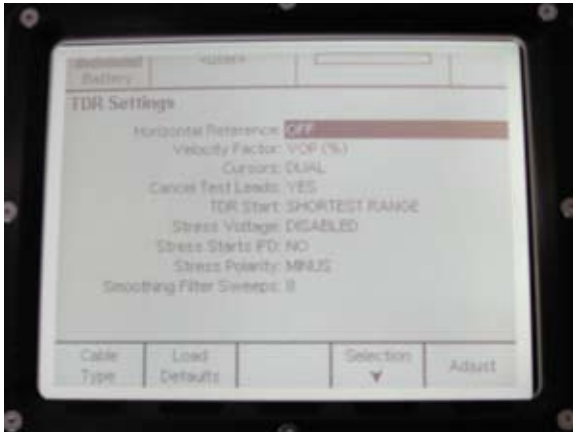 Battery
TDR Settings
Horizontal Reference: OFF
Velocity Factor: VOP (%)
Cursors: DUAL
Cancel Test Leads: YES
TDR Start: SHORTEST RANGE
Stress Voltage: DISABLED
Stress Starts IFD: NO
Stress Polarity: MINUS
Smoothing Filter Sweeps: 8
Cable Type
Load Defaults
Selection
Adjust